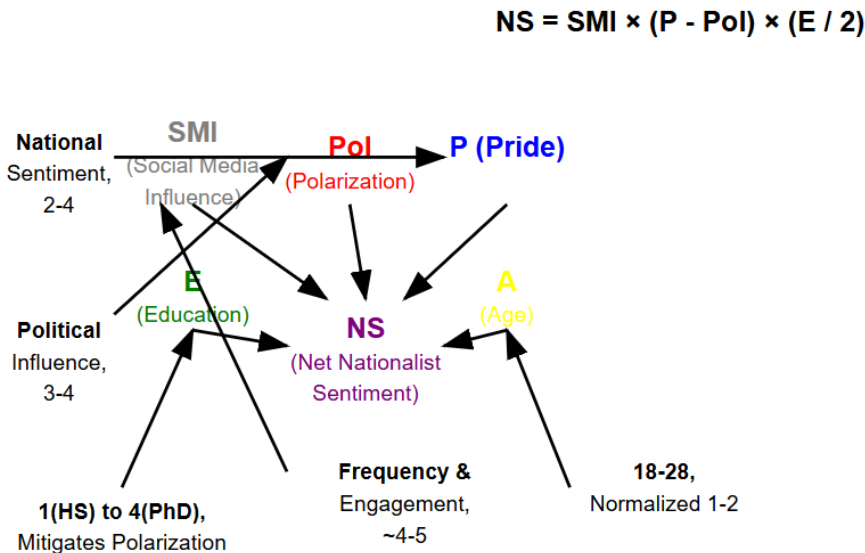 NS = SMI × (P - Pol) × (E / 2)
National
Sentiment,
2-4
SMI
(Social Media
Influence)
Pol
(Polarization)
P (Pride)
Political
Influence,
3-4
E
(Education)
NS
(Net Nationalist
Sentiment)
A
(Age)
1(HS) to 4(PhD),
Mitigates Polarization
Frequency &
Engagement,
~4-5
18-28,
Normalized 1-2